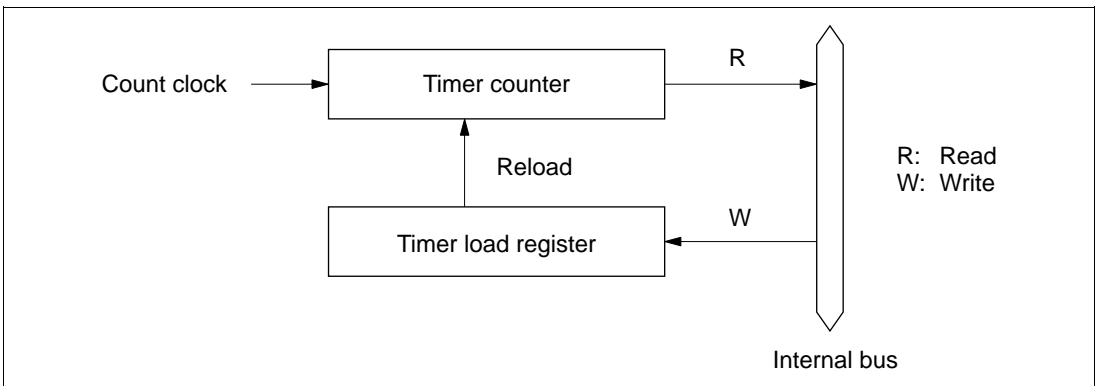 R
Count clock
Timer counter
Reload
R: Read
W: Write
W
Timer load register
Internal bus